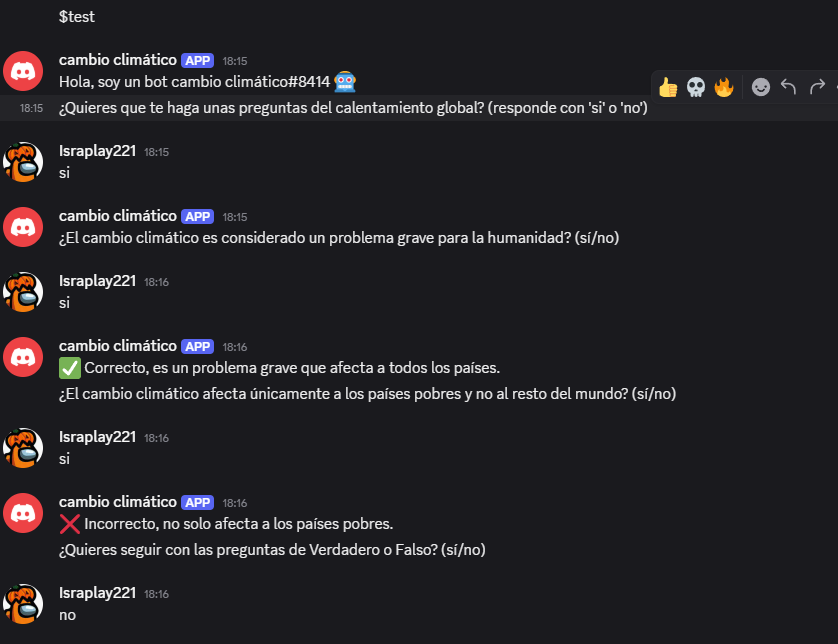 $test
cambio climático APP 18:15
Hola, soy un bot cambio climático#8414 🤖
18:15 ¿Quieres que te haga unas preguntas del calentamiento global? (responde con 'si' o 'no')
Israplay221 18:15
si
cambio climático APP 18:15
¿El cambio climático es considerado un problema grave para la humanidad? (sí/no)
Israplay221 18:16
si
cambio climático APP 18:16
✅ Correcto, es un problema grave que afecta a todos los países.
¿El cambio climático afecta únicamente a los países pobres y no al resto del mundo? (sí/no)
Israplay221 18:16
si
cambio climático APP 18:16
❌ Incorrecto, no solo afecta a los países pobres.
¿Quieres seguir con las preguntas de Verdadero o Falso? (sí/no)
Israplay221 18:16
no